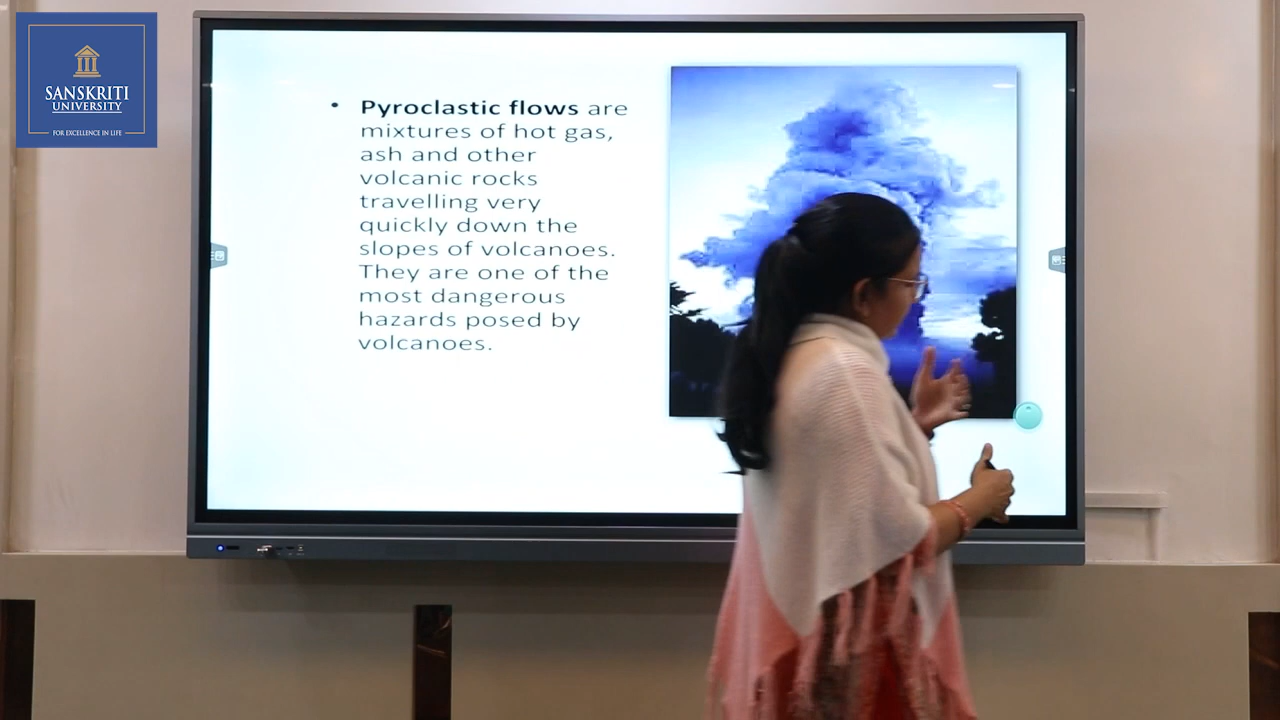 SANSKRITI
UNIVERSITY
FOR EXCELLENCE IN LIFE
• Pyroclastic flows are
mixtures of hot gas,
ash and other
volcanic rocks
travelling very
quickly down the
slopes of volcanoes.
They are one of the
most dangerous
hazards posed by
volcanoes.